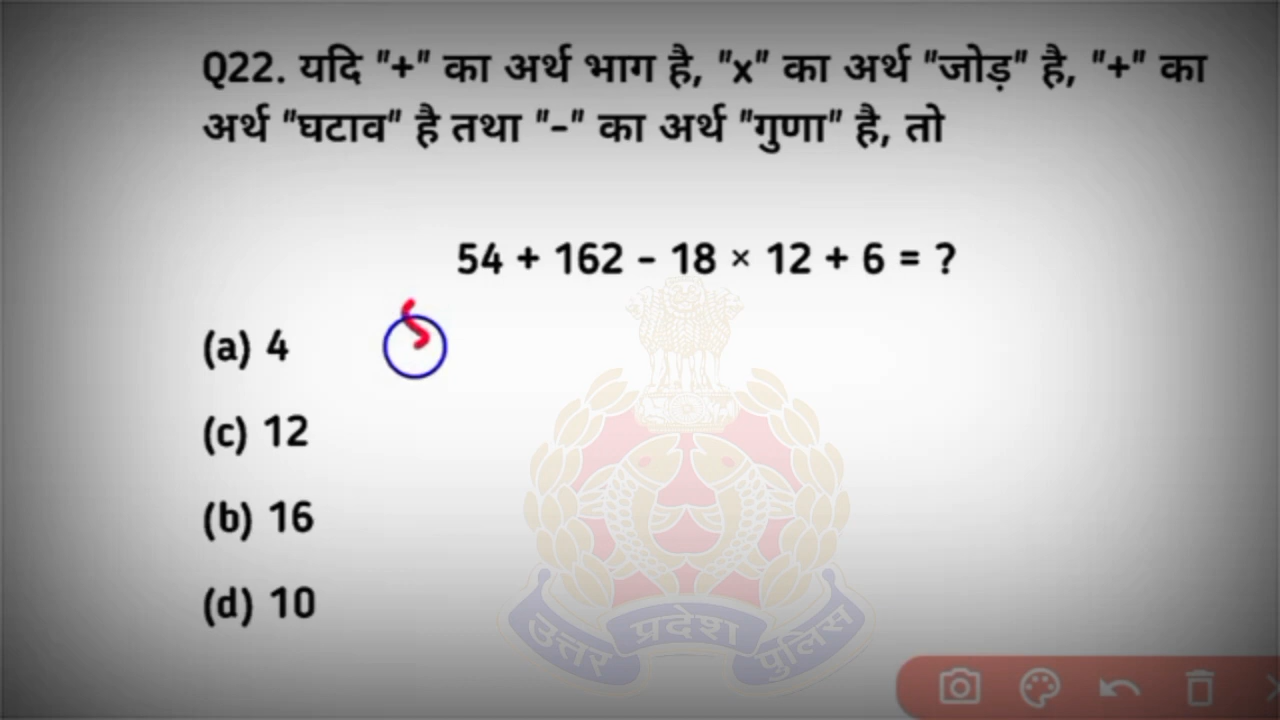 Q22. यदि "+" का अर्थ भाग है, "x" का अर्थ "जोड़" है, "+" का
अर्थ "घटाव" है तथा "-" का अर्थ "गुणा" है, तो
54 + 162 - 18 × 12 + 6 = ?
(a) 4
(c) 12
(b) 16
(d) 10
उत्तर प्रदेश पुलिस